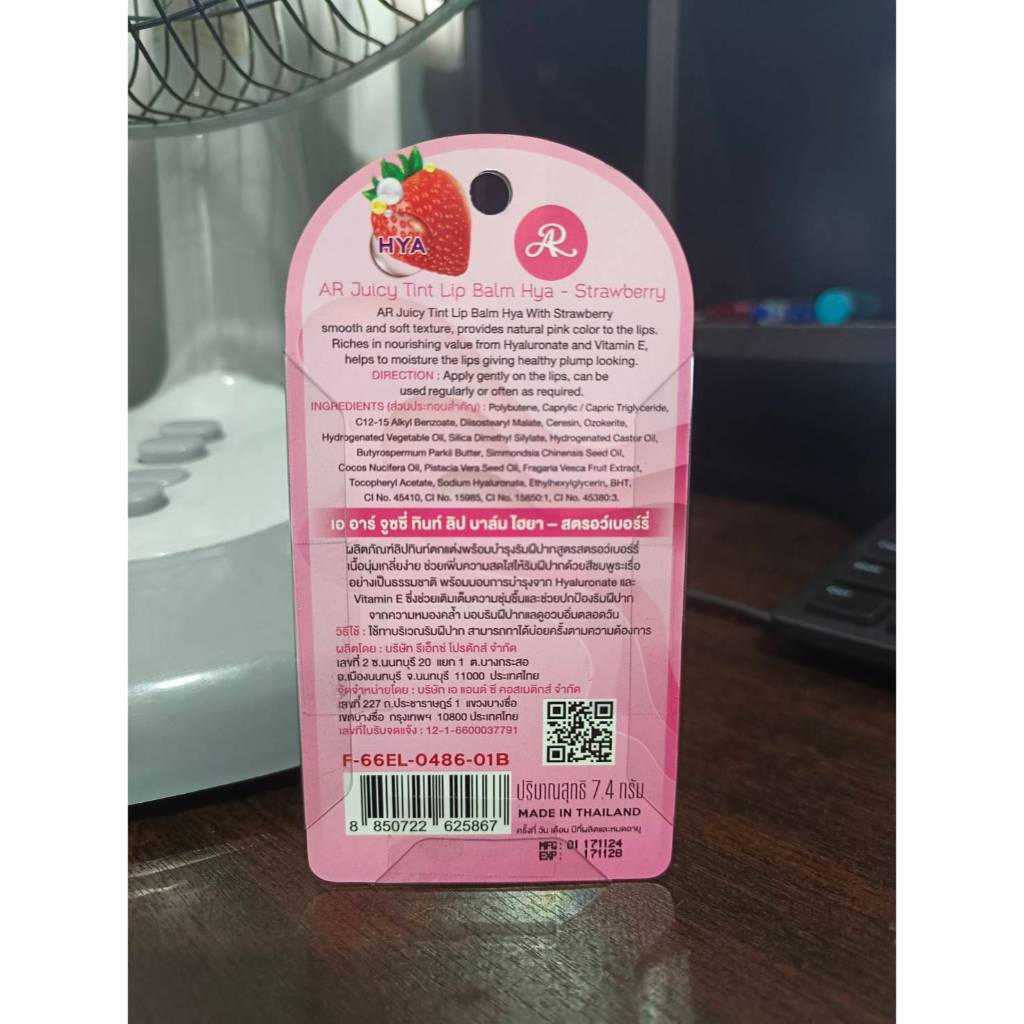 HYA
AR
AR Juicy Tint Lip Balm Hya - Strawberry
AR Juicy Tint Lip Balm Hya With Strawberry
smooth and soft texture, provides natural pink color to the lips.
Riches in nourishing value from Hyaluronate and Vitamin E,
helps to moisture the lips giving healthy plump looking.
DIRECTION : Apply gently on the lips, can be
used regularly or often as required.
INGREDIENTS (ส่วนประกอบสำคัญ) : Polybutene, Caprylic / Capric Triglyceride,
C12-15 Alkyl Benzoate, Diisostearyl Malate, Ceresin, Ozokerite,
Hydrogenated Vegetable Oil, Silica Dimethyl Silylate, Hydrogenated Castor Oil,
Butyrospermum Parkii Butter, Simmondsia Chinensis Seed Oil,
Cocos Nucifera Oil, Pistacia Vera Seed Oil, Fragaria Vesca Fruit Extract,
Tocopheryl Acetate, Sodium Hyaluronate, Ethylhexylglycerin, BHT,
CI No. 45410, CI No. 15985, CI No. 15850:1, CI No. 45380:3.
เอ อาร์ จูซซี่ ทินท์ ลิป บาล์ม ไฮยา – สตรอว์เบอร์รี่
ผลิตภัณฑ์ลิปทินท์ตกแต่งพร้อมบำรุงริมฝีปากสูตรสตรอว์เบอร์รี่
เนื้อนุ่มเกลี่ยง่าย ช่วยเพิ่มความสดใสให้ริมฝีปากด้วยสีชมพูระเรื่อ
อย่างเป็นธรรมชาติ พร้อมมอบการบำรุงจาก Hyaluronate และ
Vitamin E ซึ่งช่วยเติมเต็มความชุ่มชื้นและช่วยปกป้องริมฝีปาก
จากความหมองคล้ำ มอบริมฝีปากแลดูอวบอิ่มตลอดวัน
วิธีใช้ : ใช้ทาบริเวณริมฝีปาก สามารถทาได้บ่อยครั้งตามความต้องการ
ผลิตโดย : บริษัท รีเอ็กซ์ โปรดักส์ จำกัด
เลขที่ 2 ซ.นนทบุรี 20 แยก 1 ต.บางกระสอ
อ.เมืองนนทบุรี จ.นนทบุรี 11000 ประเทศไทย
จัดจำหน่ายโดย : บริษัท เอ แอนด์ ซี คอสเมติกส์ จำกัด
เลขที่ 227 ถ.ประชาราษฎร์ 1 แขวงบางซื่อ
เขตบางซื่อ กรุงเทพฯ 10800 ประเทศไทย
เลขที่ใบรับจดแจ้ง : 12-1-6600037791
F-66EL-0486-01B
8 850722 625867
ปริมาณสุทธิ 7.4 กรัม
MADE IN THAILAND
ครั้งที่ วัน เดือน ปีที่ผลิตและหมดอายุ
MFG: 01 171124
EXP: 171128